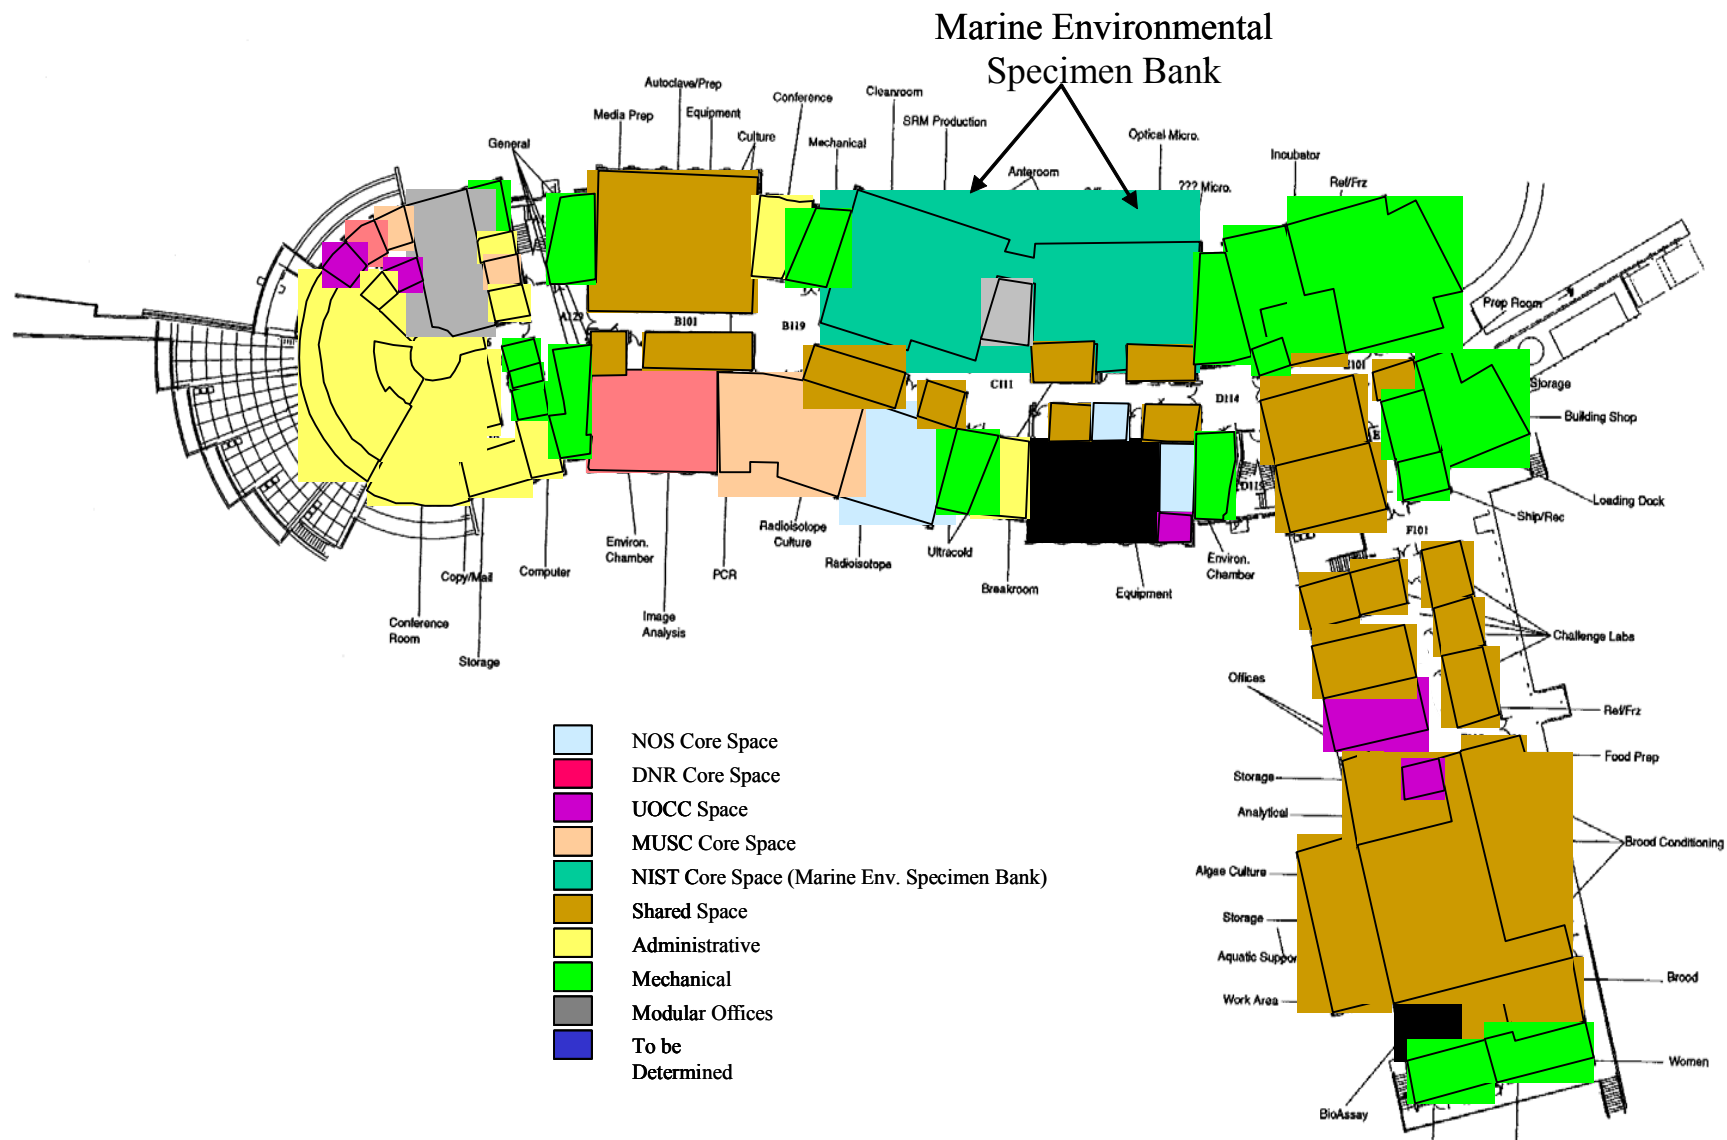 Marine Environmental
Specimen Bank
Autoclave/Prep
Conference
Cleanroom
Media Prep
Equipment
SRM Production
Culture
Optical Micro.
General
Mechanical
Incubator
Anteroom
Ref/Frz
??? Micro.
Prep Room
A129
B101
B119
E101
C111
Storage
D114
Building Shop
D115
Loading Dock
Ship/Rec
F101
Environ.
Chamber
Radioisotope
Culture
Ultracold
Radioisotope
Environ.
Chamber
Copy/Mail
Computer
PCR
Breakroom
Equipment
Conference
Room
Image
Analysis
Challenge Labs
Storage
Offices
Ref/Frz
Food Prep
Storage
Analytical
Brood Conditioning
Algae Culture
Storage
Aquatic Suppor
Work Area
Brood
Women
BioAssay
NOS Core Space
DNR Core Space
UOCC Space
MUSC Core Space
NIST Core Space (Marine Env. Specimen Bank)
Shared Space
Administrative
Mechanical
Modular Offices
To be
Determined